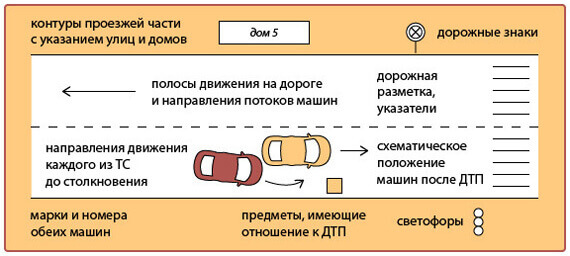 контуры проезжей части
с указанием улиц и домов
дом 5
дорожные знаки
полосы движения на дороге
и направления потоков машин
дорожная
разметка,
указатели
направления движения
каждого из ТС
до столкновения
схематическое
положение
машин после ДТП
марки и номера
обеих машин
предметы, имеющие
отношение к ДТП
светофоры